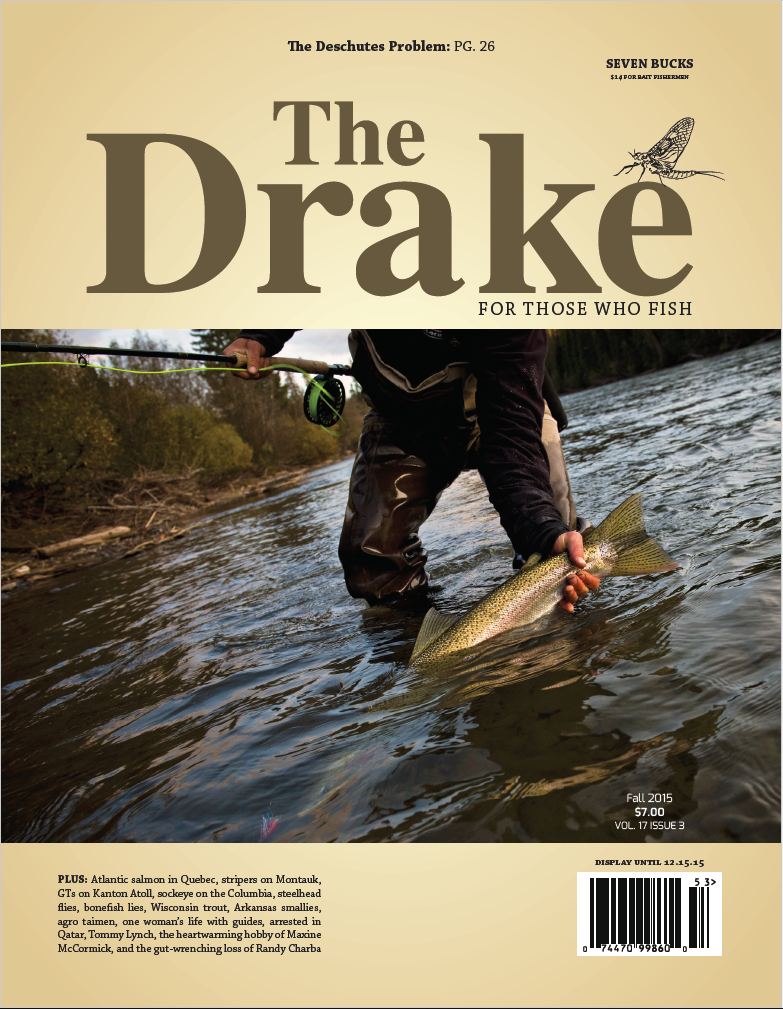 The Deschutes Problem: PG. 26
SEVEN BUCKS
$14 FOR BAIT FISHERMEN
The
Drake
FOR THOSE WHO FISH
Fall 2015
$7.00
VOL. 17 ISSUE 3
DISPLAY UNTIL 12.15.15
PLUS: Atlantic salmon in Quebec, stripers on Montauk,
GTs on Kanton Atoll, sockeye on the Columbia, steelhead
flies, bonefish lies, Wisconsin trout, Arkansas smallies,
agro taimen, one woman's life with guides, arrested in
Qatar, Tommy Lynch, the heartwarming hobby of Maxine
McCormick, and the gut-wrenching loss of Randy Charba
5 3>
0 74470 99860 0